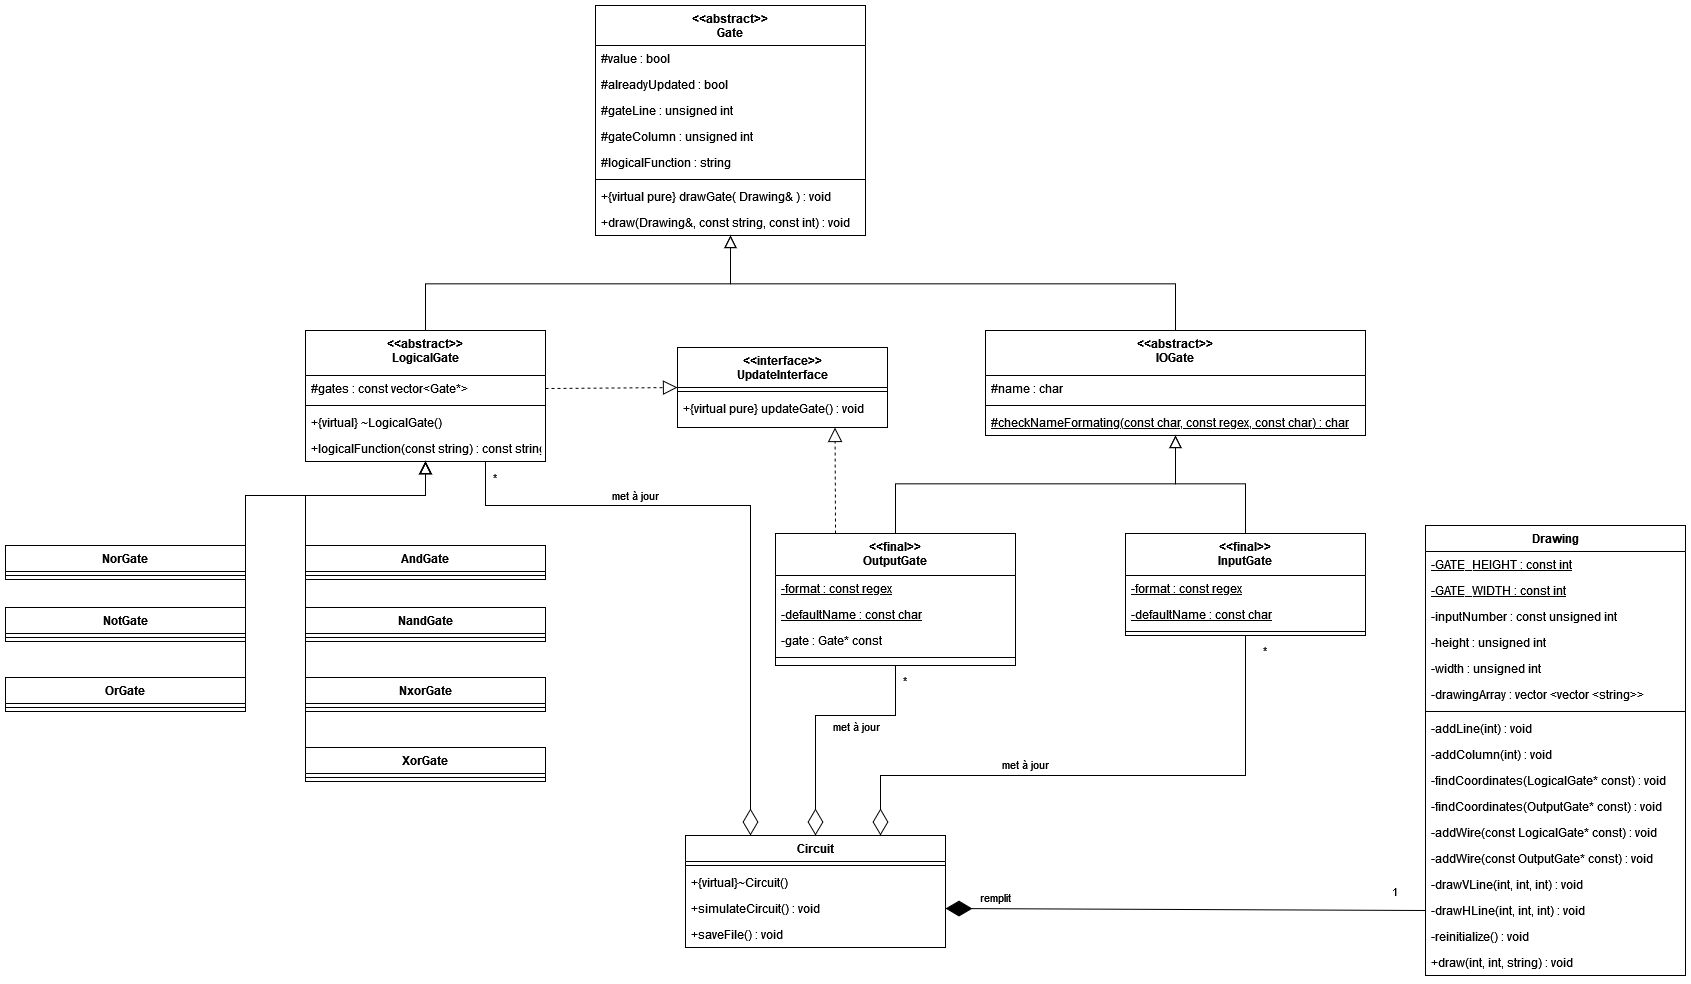 <<abstract>>
Gate
#value : bool
#alreadyUpdated : bool
#gateLine : unsigned int
#gateColumn : unsigned int
#logicalFunction : string
+{virtual pure} drawGate( Drawing& ) : void
+draw(Drawing&, const string, const int) : void
<<abstract>>
LogicalGate
#gates : const vector<Gate*>
+{virtual} ~LogicalGate()
+logicalFunction(const string) : const string
<<interface>>
UpdateInterface
+{virtual pure} updateGate() : void
<<abstract>>
IOGate
#name : char
#checkNameFormating(const char, const regex, const char) : char
*
met à jour
NorGate
NotGate
OrGate
AndGate
NandGate
NxorGate
XorGate
<<final>>
OutputGate
-format : const regex
-defaultName : const char
-gate : Gate* const
*
met à jour
<<final>>
InputGate
-format : const regex
-defaultName : const char
*
met à jour
Drawing
-GATE_HEIGHT : const int
-GATE_WIDTH : const int
-inputNumber : const unsigned int
-height : unsigned int
-width : unsigned int
-drawingArray : vector <vector <string>>
-addLine(int) : void
-addColumn(int) : void
-findCoordinates(LogicalGate* const) : void
-findCoordinates(OutputGate* const) : void
-addWire(const LogicalGate* const) : void
-addWire(const OutputGate* const) : void
-drawVLine(int, int, int) : void
-drawHLine(int, int, int) : void
-reinitialize() : void
+draw(int, int, string) : void
Circuit
+{virtual}~Circuit()
+simulateCircuit() : void
+saveFile() : void
remplit
1